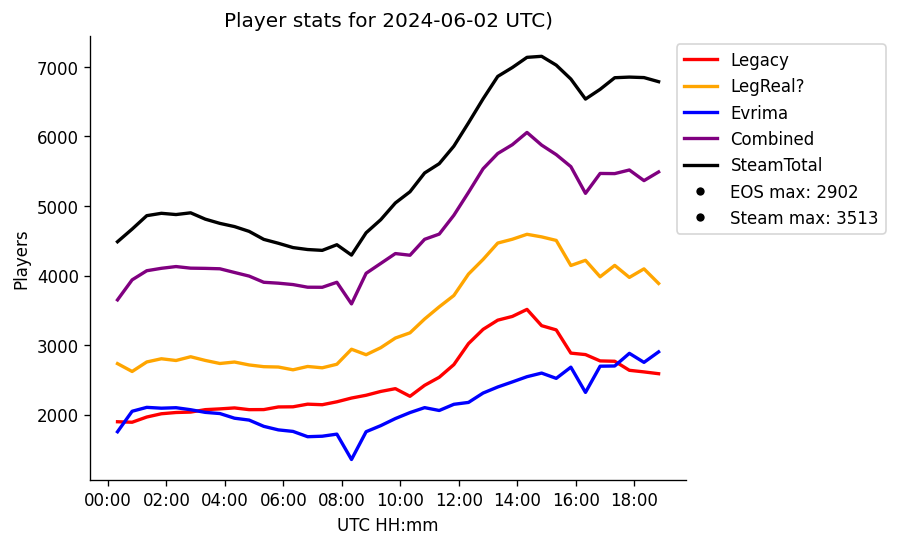 Player stats for 2024-06-02 UTC)
Legacy
LegReal?
Evrima
Combined
SteamTotal
EOS max: 2902
Steam max: 3513
7000
6000
5000
4000
3000
2000
Players
00:00 02:00 04:00 06:00 08:00 10:00 12:00 14:00 16:00 18:00
UTC HH:mm